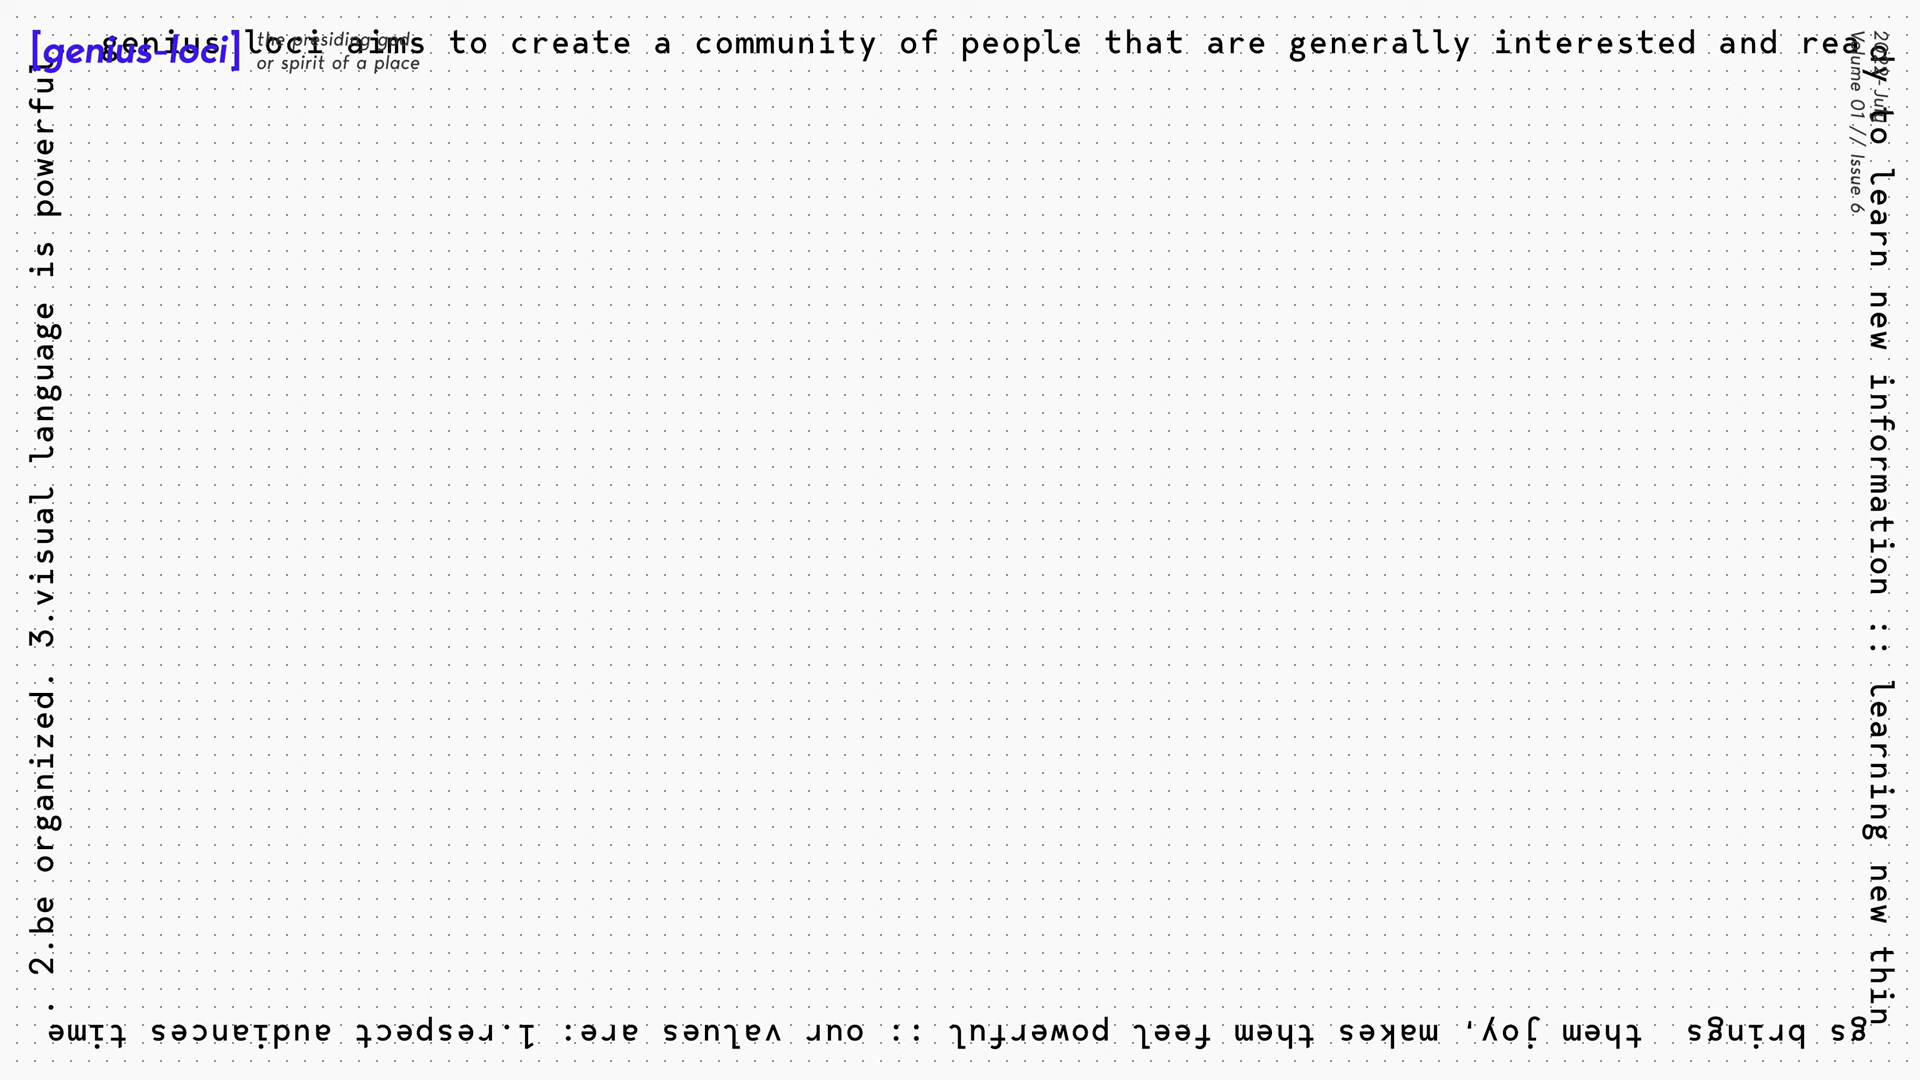 [genius-loci]
the presiding god
or spirit of a place
2022- July
Volume 01 // Issue 6
genius loci aims to create a community of people that are generally interested and rea
dy to learn new information :: learning new thin
gs brings them joy, makes them feel powerful :: our values are: 1.respect audiances time
. 2.be organized. 3.visual language is powerful